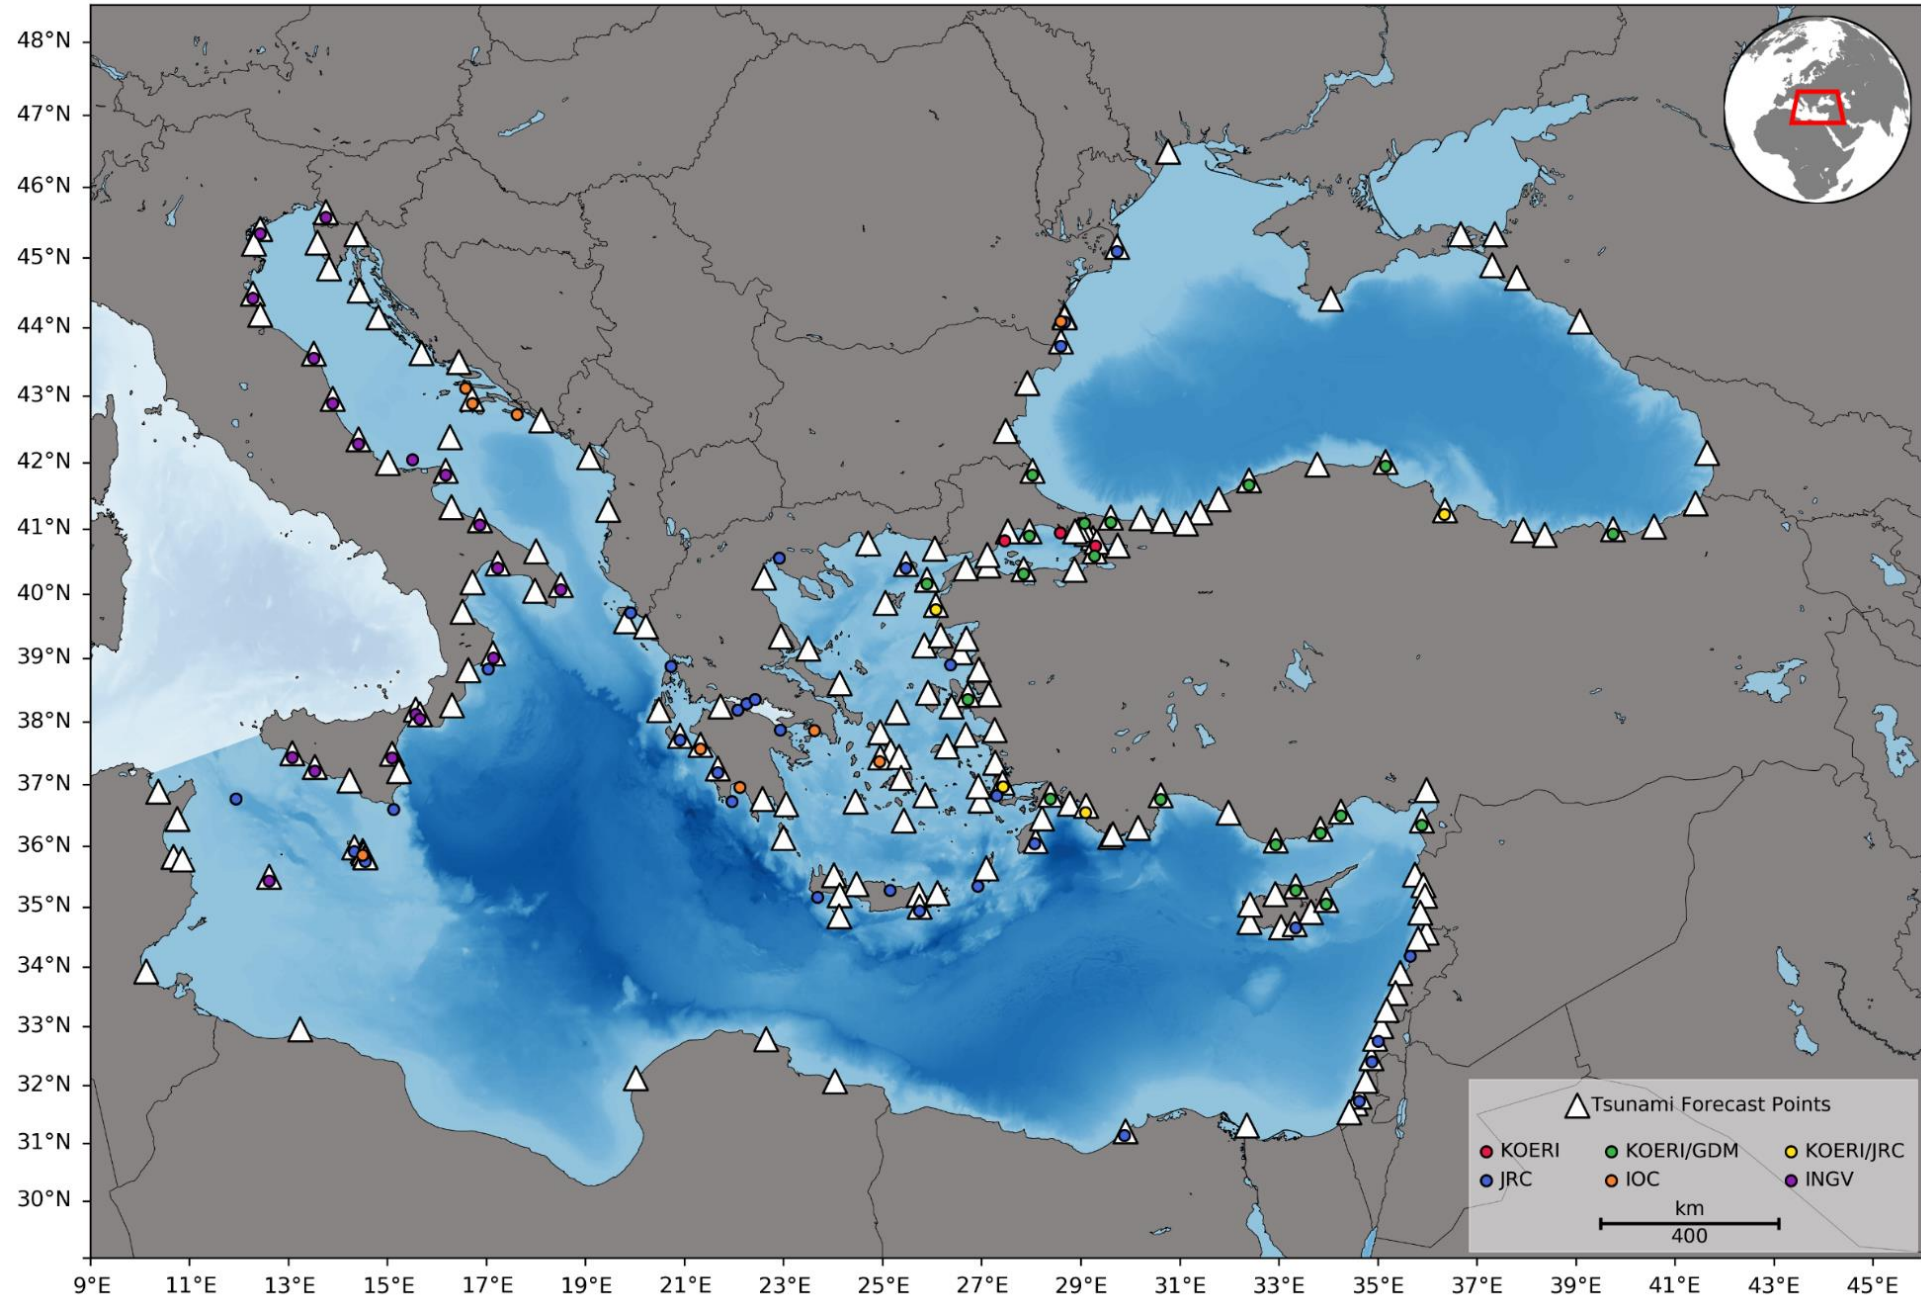 48°N
47°N
46°N
45°N
44°N
43°N
42°N
41°N
40°N
39°N
38°N
37°N
36°N
35°N
34°N
33°N
32°N
31°N
30°N
Tsunami Forecast Points
KOERI KOERI/GDM KOERI/JRC
JRC IOC INGV
km
400
9°E 11°E 13°E 15°E 17°E 19°E 21°E 23°E 25°E 27°E 29°E 31°E 33°E 35°E 37°E 39°E 41°E 43°E 45°E